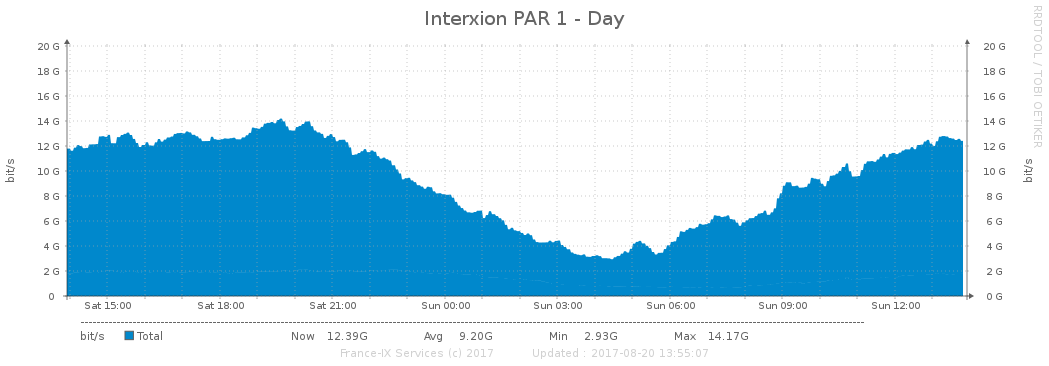 Interxion PAR 1 - Day
RRDTOOL / TOBI OETIKER
bit/s
20 G 20 G
18 G 18 G
16 G 16 G
14 G 14 G
12 G 12 G
10 G 10 G
8 G 8 G
6 G 6 G
4 G 4 G
2 G 2 G
0 0 G
bit/s
Sat 15:00 Sat 18:00 Sat 21:00 Sun 00:00 Sun 03:00 Sun 06:00 Sun 09:00 Sun 12:00
bit/s Total Now 12.39G Avg 9.20G Min 2.93G Max 14.17G
France-IX Services (c) 2017 Updated : 2017-08-20 13:55:07